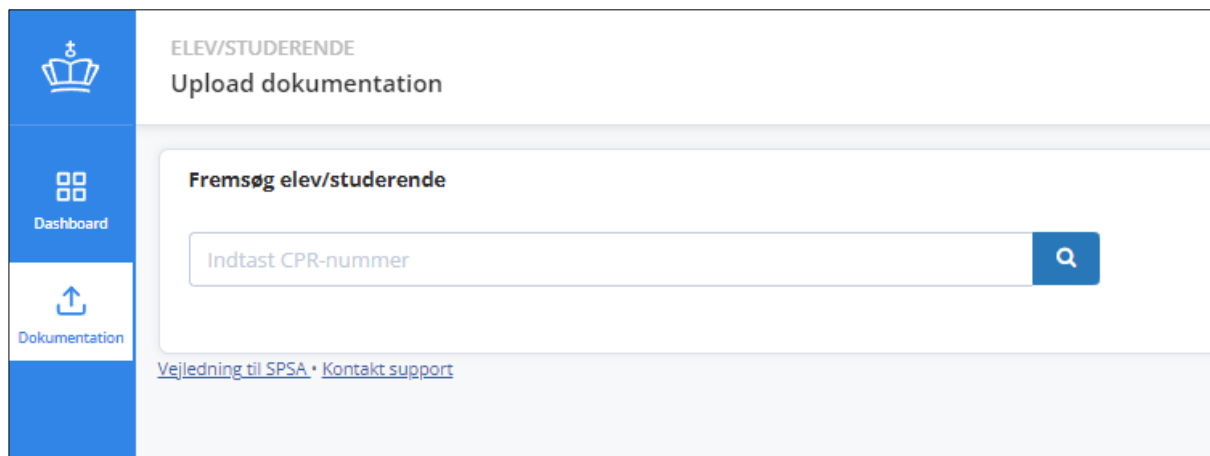 ELEV/STUDERENDE
Upload dokumentation
Dashboard
Dokumentation
Fremsøg elev/studerende
Indtast CPR-nummer
Vejledning til SPSA • Kontakt support